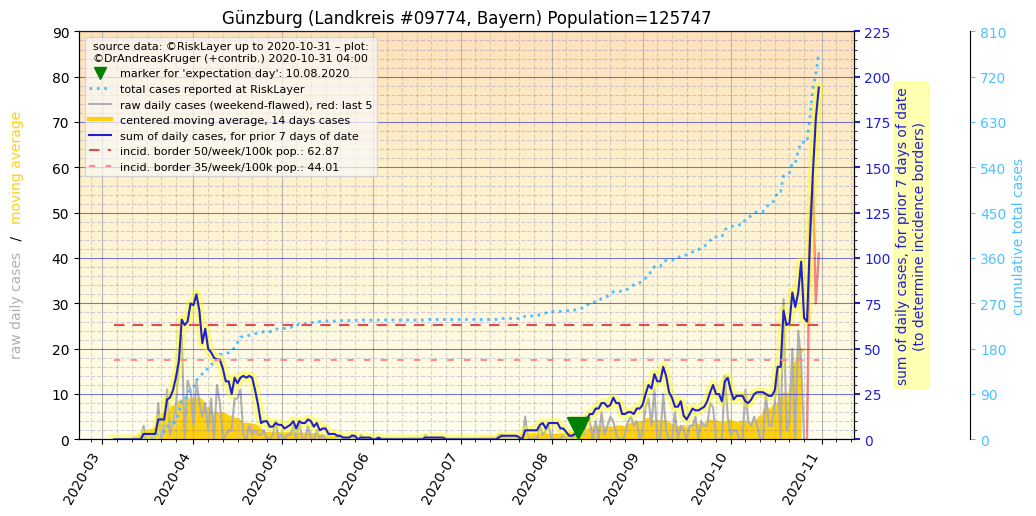 Günzburg (Landkreis #09774, Bayern) Population=125747
source data: ©RiskLayer up to 2020-10-31 – plot:
©DrAndreasKruger (+contrib.) 2020-10-31 04:00
marker for 'expectation day': 10.08.2020
total cases reported at RiskLayer
raw daily cases (weekend-flawed), red: last 5
centered moving average, 14 days cases
sum of daily cases, for prior 7 days of date
incid. border 50/week/100k pop.: 62.87
incid. border 35/week/100k pop.: 44.01
raw daily cases / moving average
90
80
70
60
50
40
30
20
10
0
225
200
175
150
125
100
75
50
25
0
sum of daily cases, for prior 7 days of date
(to determine incidence borders)
810
720
630
540
450
360
270
180
90
0
cumulative total cases
2020-03
2020-04
2020-05
2020-06
2020-07
2020-08
2020-09
2020-10
2020-11